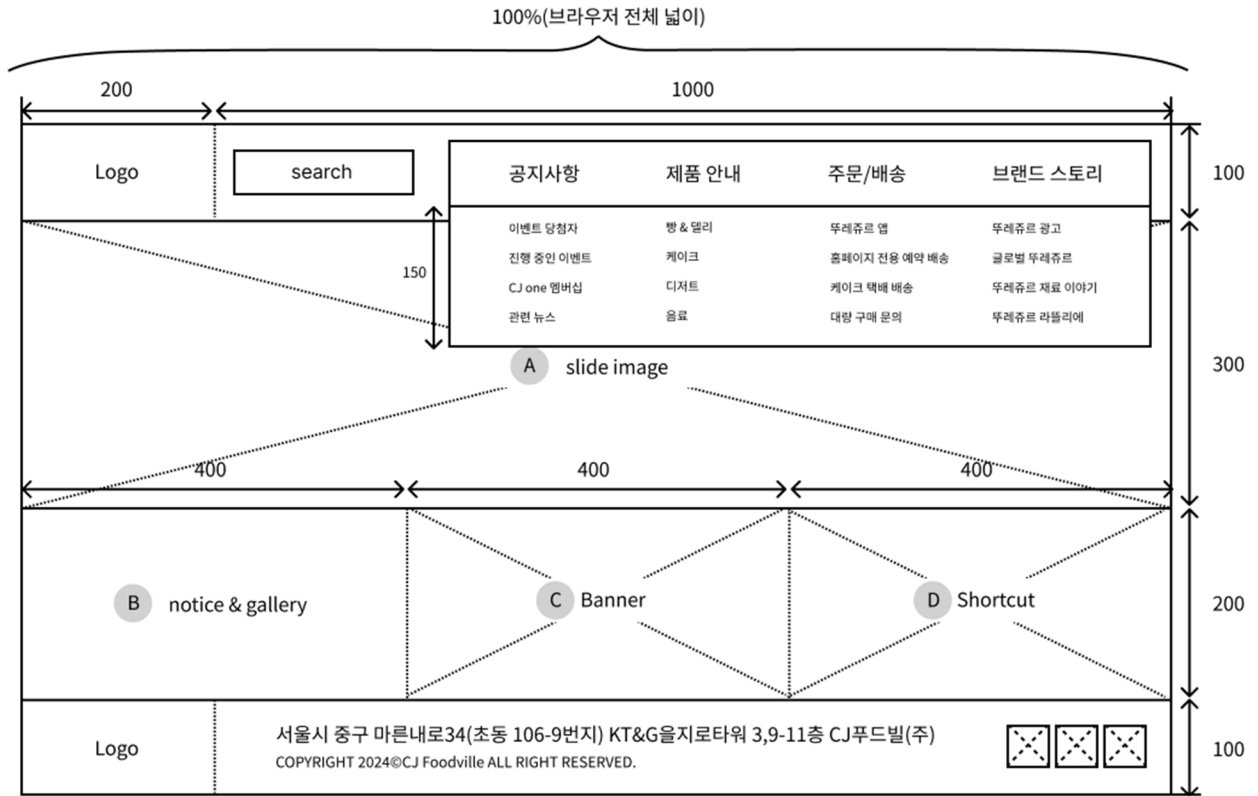 100%(브라우저 전체 넓이)
200
1000
Logo
search
공지사항
제품 안내
주문/배송
브랜드 스토리
100
이벤트 당첨자
빵 & 델리
뚜레쥬르 앱
뚜레쥬르 광고
진행 중인 이벤트
케이크
홈페이지 전용 예약 배송
글로벌 뚜레쥬르
150
CJ one 멤버십
디저트
케이크 택배 배송
뚜레쥬르 재료 이야기
관련 뉴스
음료
대량 구매 문의
뚜레쥬르 라뜰리에
A slide image
300
400
400
400
B notice & gallery
C Banner
D Shortcut
200
Logo
서울시 중구 마른내로34(초동 106-9번지) KT&G을지로타워 3,9-11층 CJ푸드빌(주)
COPYRIGHT 2024©CJ Foodville ALL RIGHT RESERVED.
100